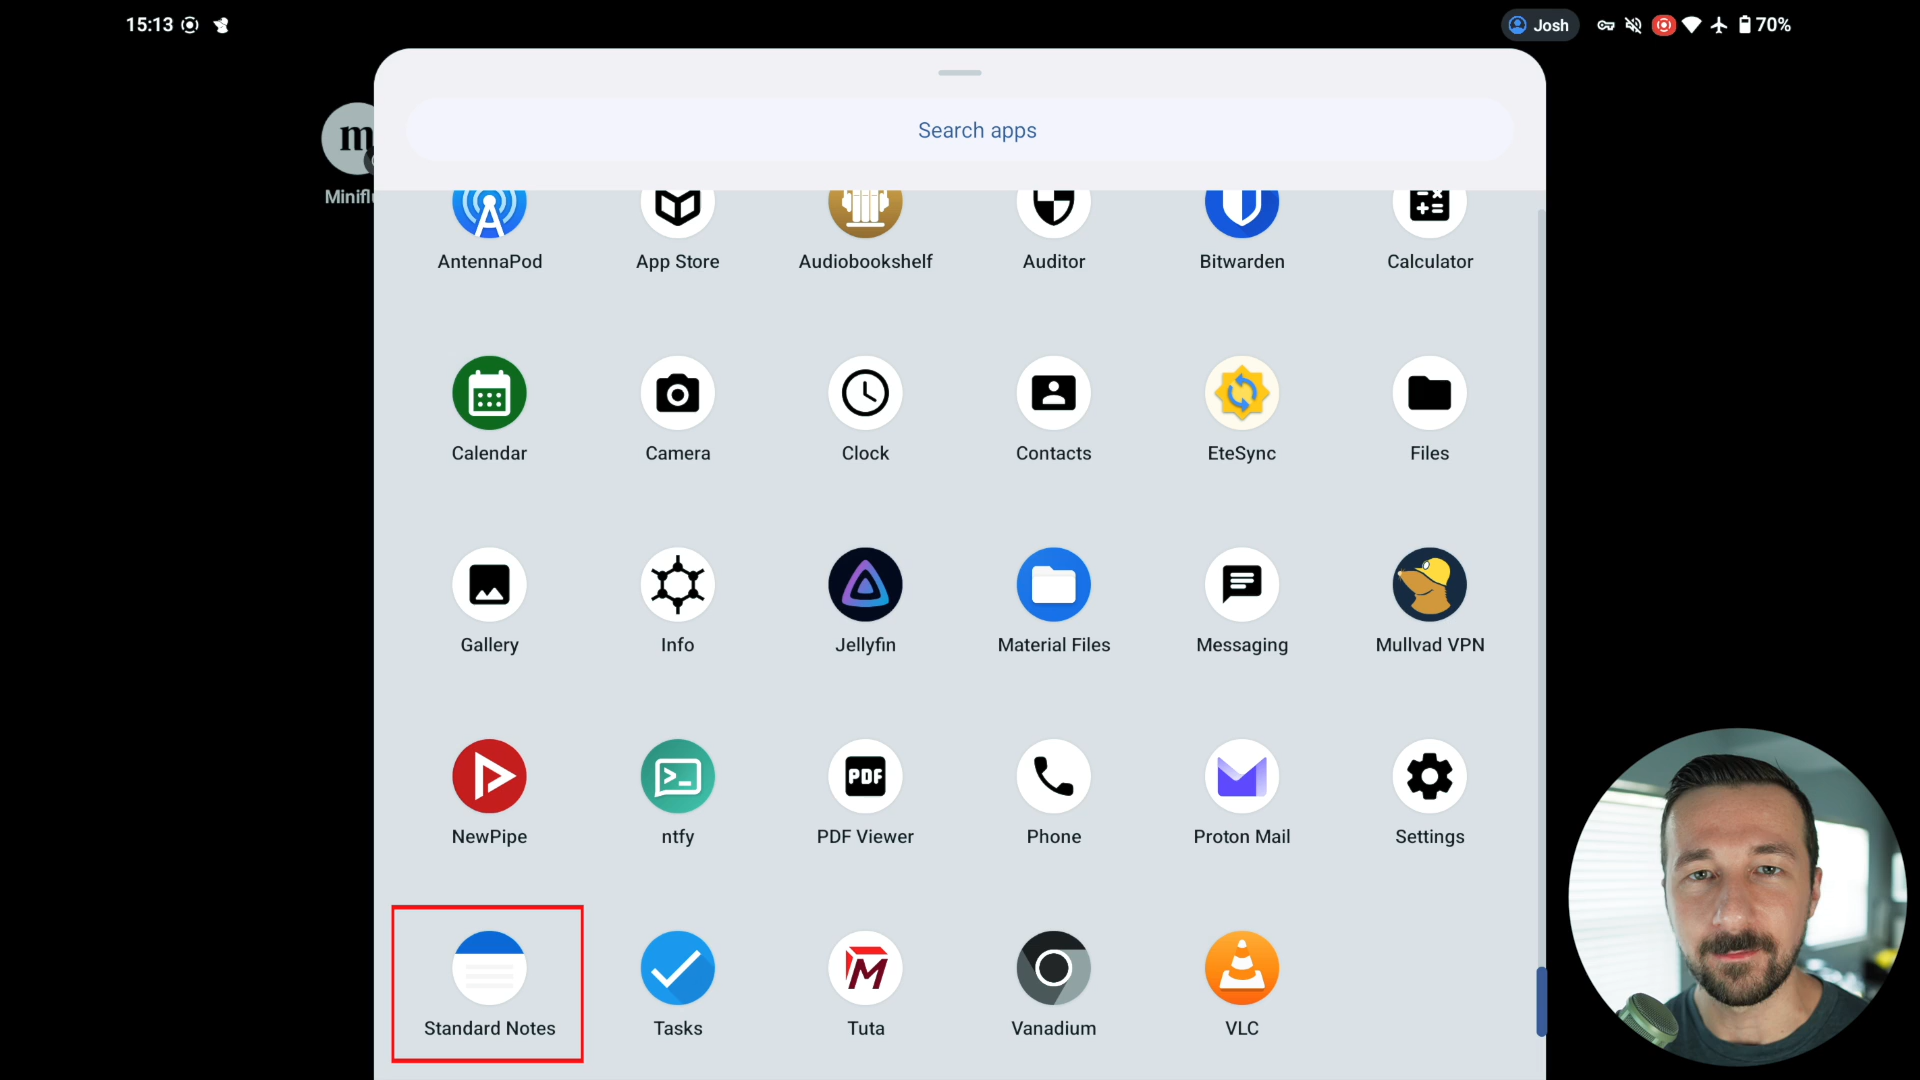 15:13
Josh
70%
m
Miniflu
Search apps
AntennaPod
App Store
Audiobookshelf
Auditor
Bitwarden
Calculator
Calendar
Camera
Clock
Contacts
EteSync
Files
Gallery
Info
Jellyfin
Material Files
Messaging
Mullvad VPN
PDF
NewPipe
ntfy
PDF Viewer
Phone
Proton Mail
Settings
M
Standard Notes
Tasks
Tuta
Vanadium
VLC